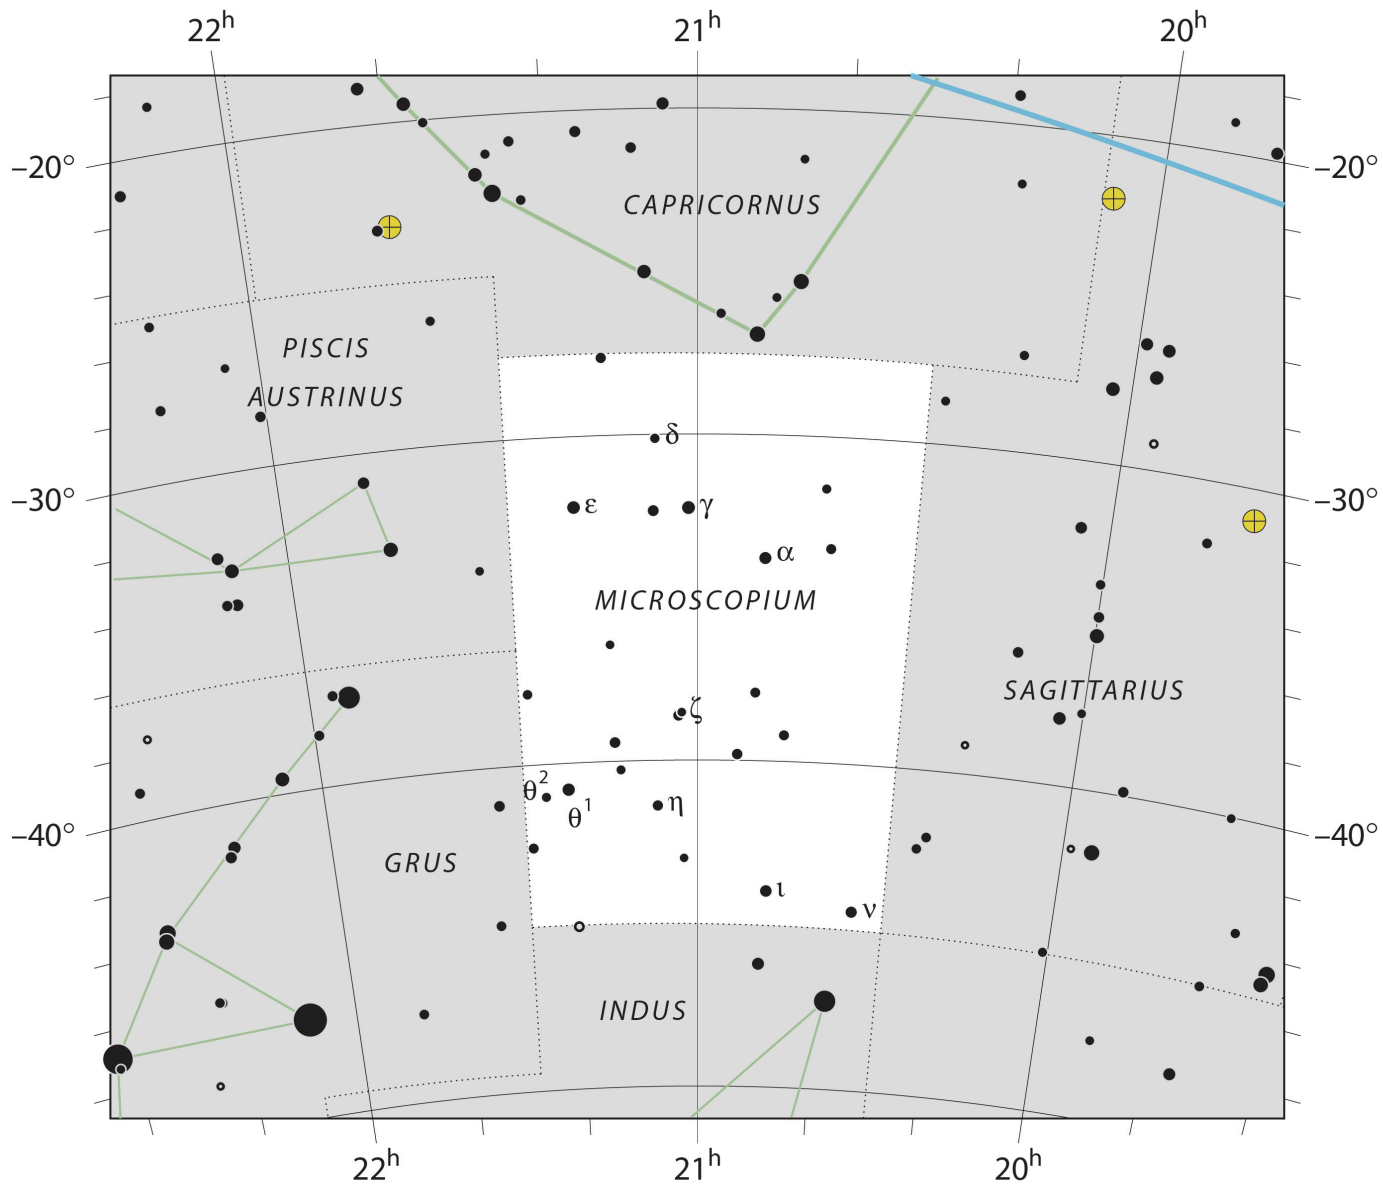 22ʰ 21ʰ 20ʰ
–20° –20°
CAPRICORNUS
PISCIS
AUSTRINUS
δ
–30° –30°
ε γ
α
MICROSCOPIUM
SAGITTARIUS
ζ
θ² θ¹ η
–40° –40°
GRUS
ι
ν
INDUS
22ʰ 21ʰ 20ʰ